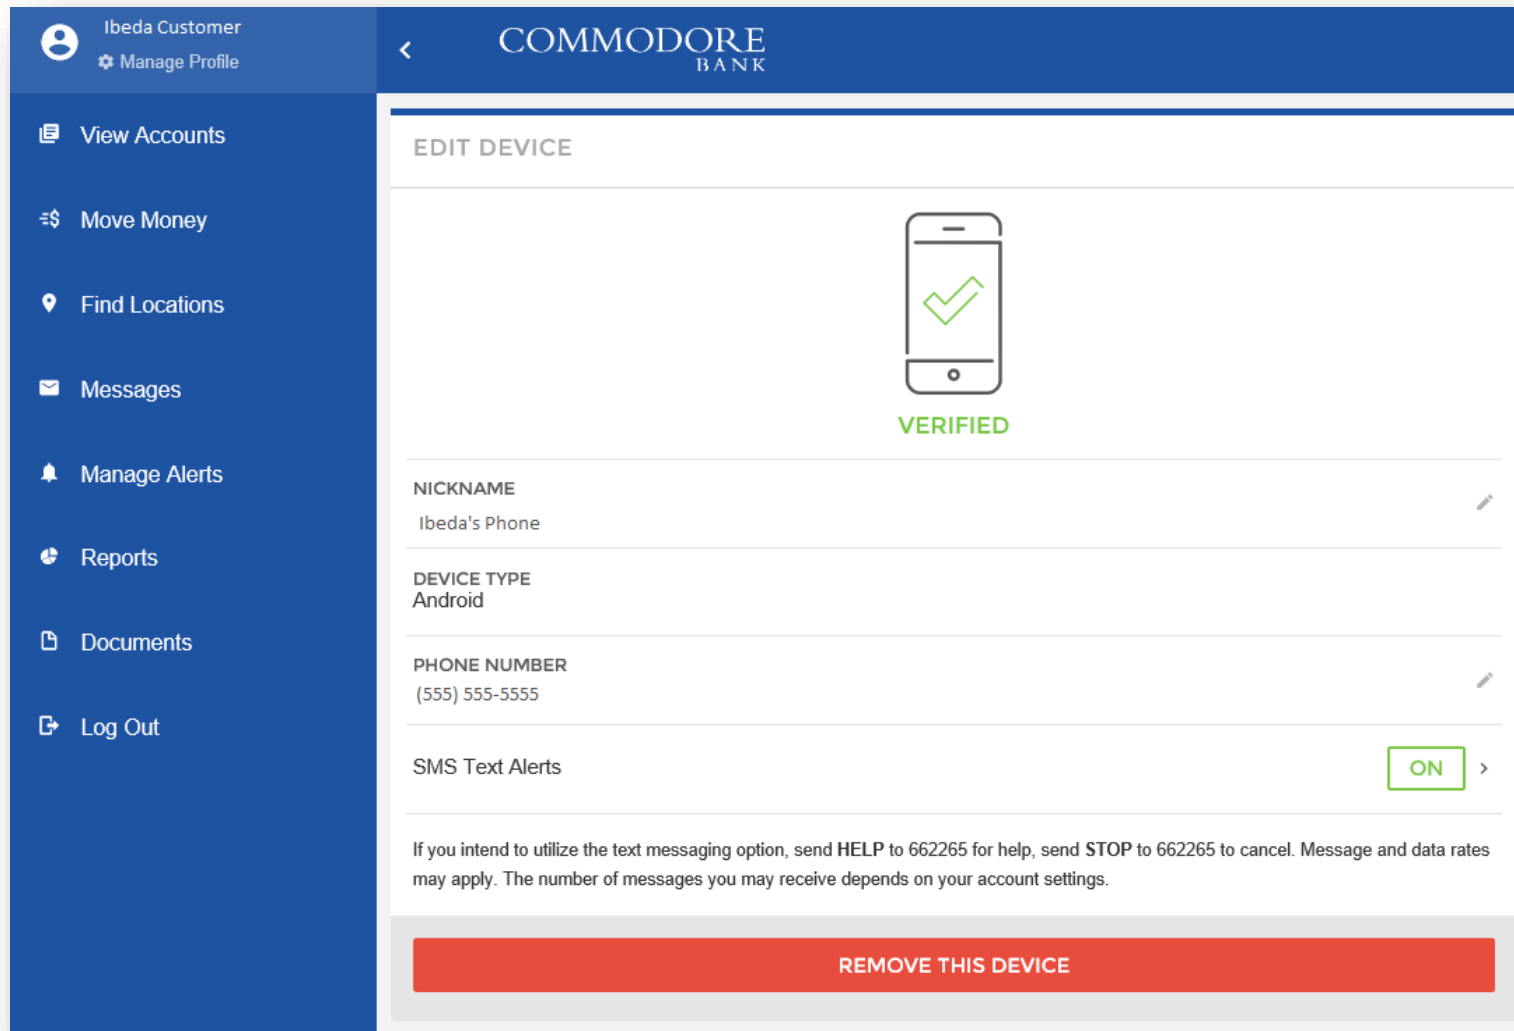 Ibeda Customer
Manage Profile
COMMODORE
BANK
View Accounts
Move Money
Find Locations
Messages
Manage Alerts
Reports
Documents
Log Out
EDIT DEVICE
VERIFIED
NICKNAME
Ibeda's Phone
DEVICE TYPE
Android
PHONE NUMBER
(555) 555-5555
SMS Text Alerts
ON
If you intend to utilize the text messaging option, send HELP to 662265 for help, send STOP to 662265 to cancel. Message and data rates
may apply. The number of messages you may receive depends on your account settings.
REMOVE THIS DEVICE